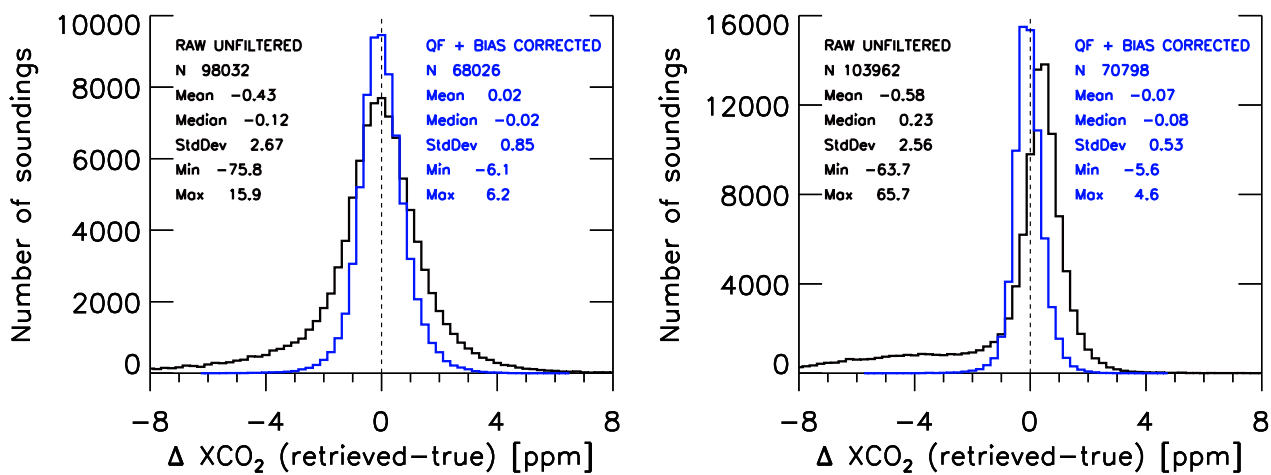 10000
8000
6000
4000
2000
0
Number of soundings
RAW UNFILTERED
N 98032
Mean −0.43
Median −0.12
StdDev 2.67
Min −75.8
Max 15.9
QF + BIAS CORRECTED
N 68026
Mean 0.02
Median −0.02
StdDev 0.85
Min −6.1
Max 6.2
−8 −4 0 4 8
Δ XCO₂ (retrieved−true) [ppm]
16000
12000
8000
4000
0
Number of soundings
RAW UNFILTERED
N 103962
Mean −0.58
Median 0.23
StdDev 2.56
Min −63.7
Max 65.7
QF + BIAS CORRECTED
N 70798
Mean −0.07
Median −0.08
StdDev 0.53
Min −5.6
Max 4.6
−8 −4 0 4 8
Δ XCO₂ (retrieved−true) [ppm]